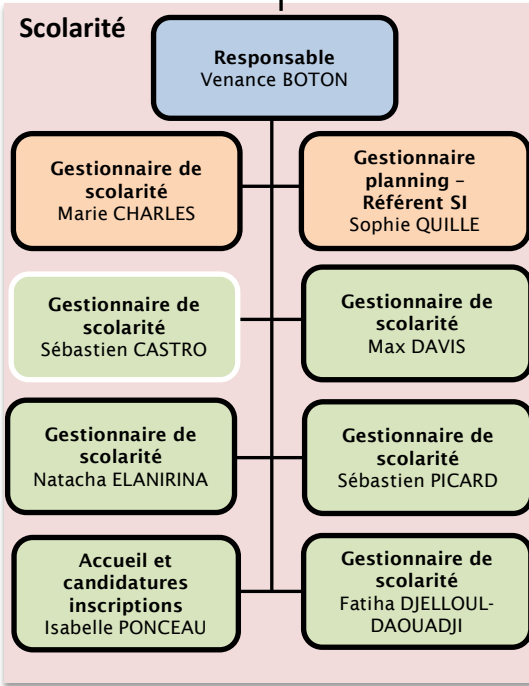 Scolarité
Responsable
Venance BOTON
Gestionnaire de
scolarité
Marie CHARLES
Gestionnaire
planning –
Référent SI
Sophie QUILLE
Gestionnaire de
scolarité
Sébastien CASTRO
Gestionnaire de
scolarité
Max DAVIS
Gestionnaire de
scolarité
Natacha ELANIRINA
Gestionnaire de
scolarité
Sébastien PICARD
Accueil et
candidatures
inscriptions
Isabelle PONCEAU
Gestionnaire de
scolarité
Fatiha DJELLOUL-
DAOUADJI